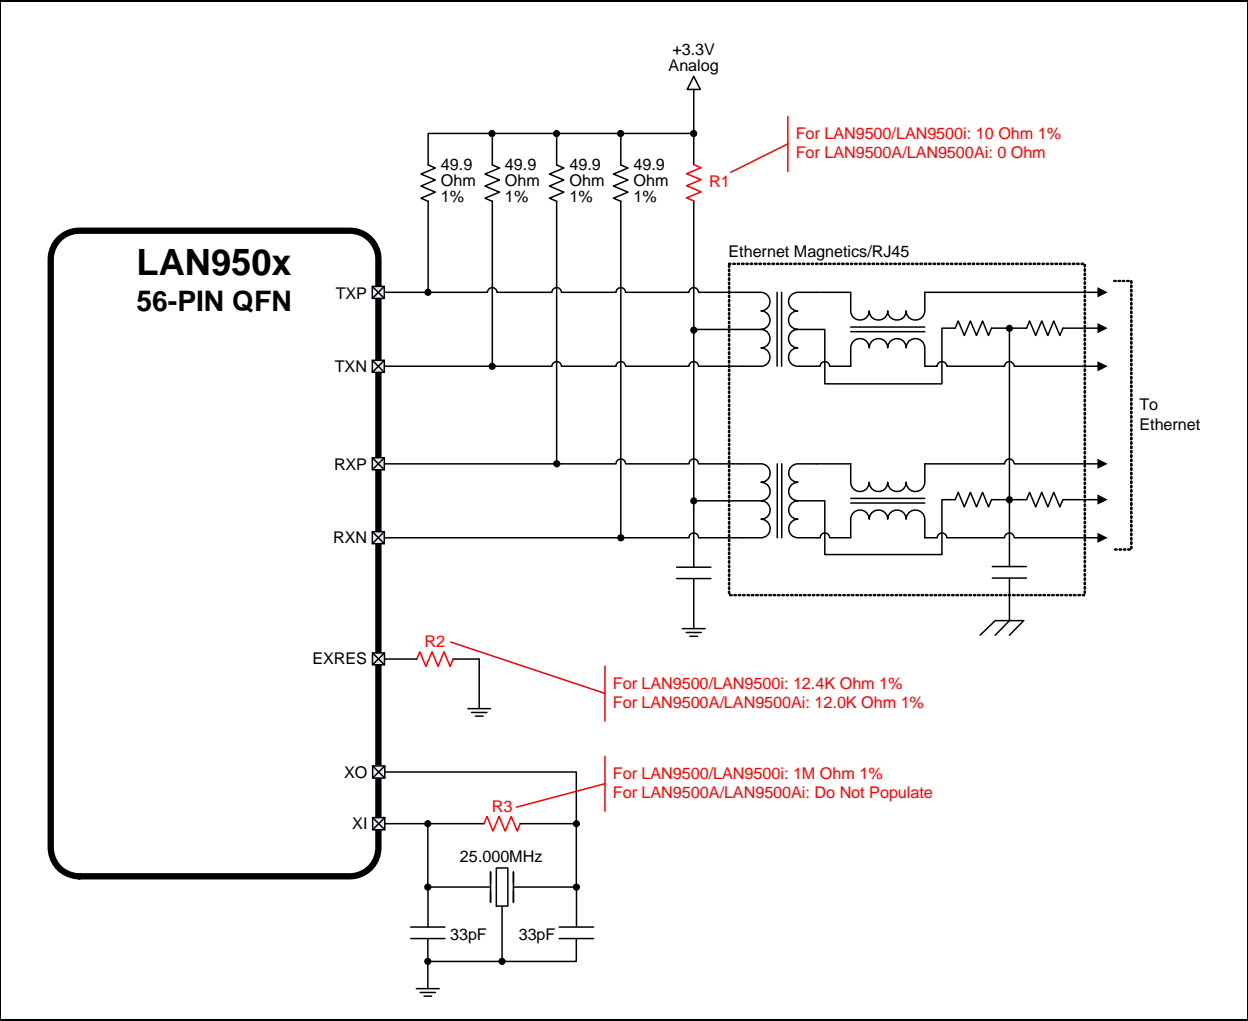 +3.3V
Analog
For LAN9500/LAN9500i: 10 Ohm 1%
For LAN9500A/LAN9500Ai: 0 Ohm
49.9
Ohm
1%
49.9
Ohm
1%
49.9
Ohm
1%
49.9
Ohm
1%
R1
Ethernet Magnetics/RJ45
LAN950x
56-PIN QFN
TXP
TXN
RXP
RXN
To
Ethernet
EXRES
R2
For LAN9500/LAN9500i: 12.4K Ohm 1%
For LAN9500A/LAN9500Ai: 12.0K Ohm 1%
XO
XI
R3
For LAN9500/LAN9500i: 1M Ohm 1%
For LAN9500A/LAN9500Ai: Do Not Populate
25.000MHz
33pF
33pF